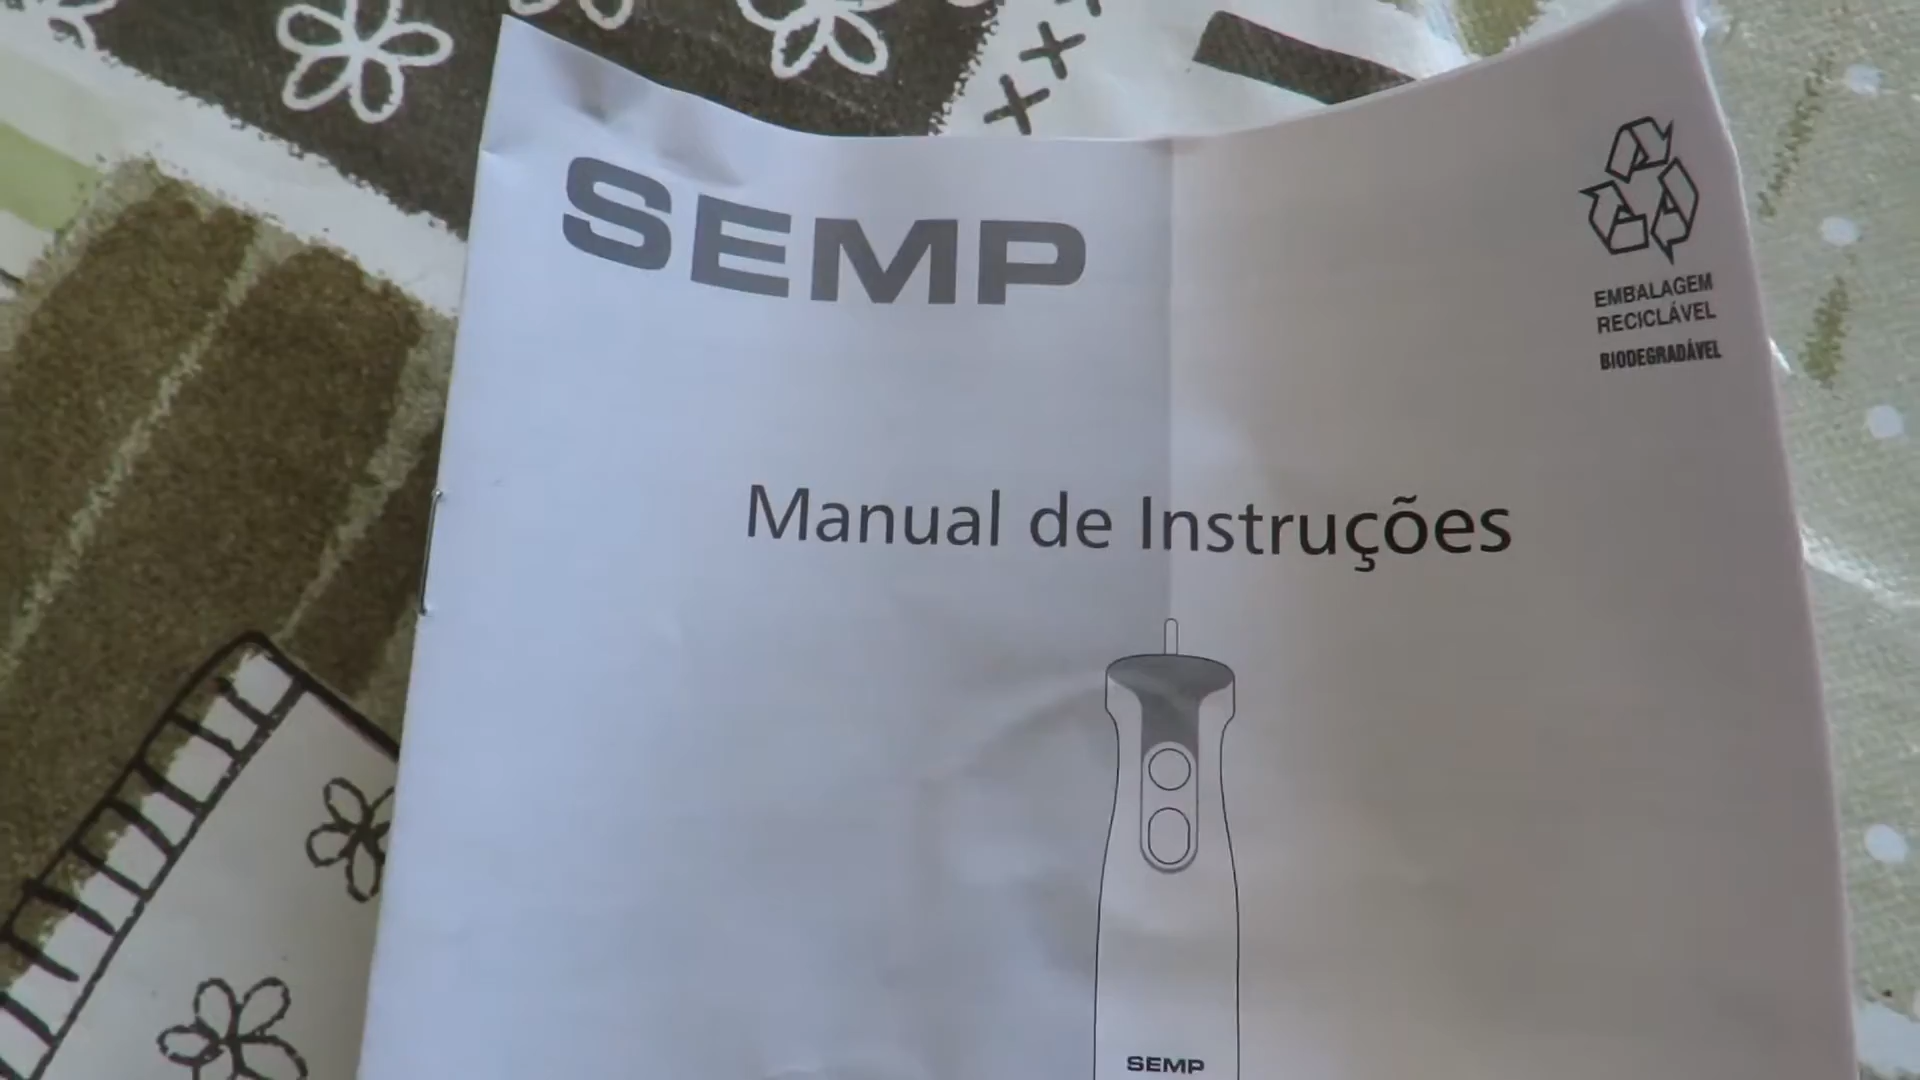 SEMP
EMBALAGEM
RECICLÁVEL
BIODEGRADÁVEL
Manual de Instruções
SEMP